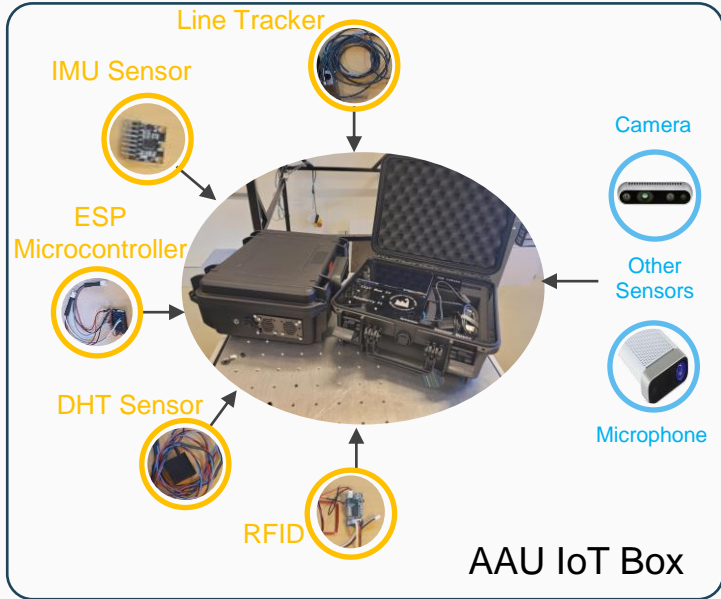 Line Tracker
IMU Sensor
Camera
ESP
Microcontroller
Other
Sensors
DHT Sensor
Microphone
RFID
AAU IoT Box